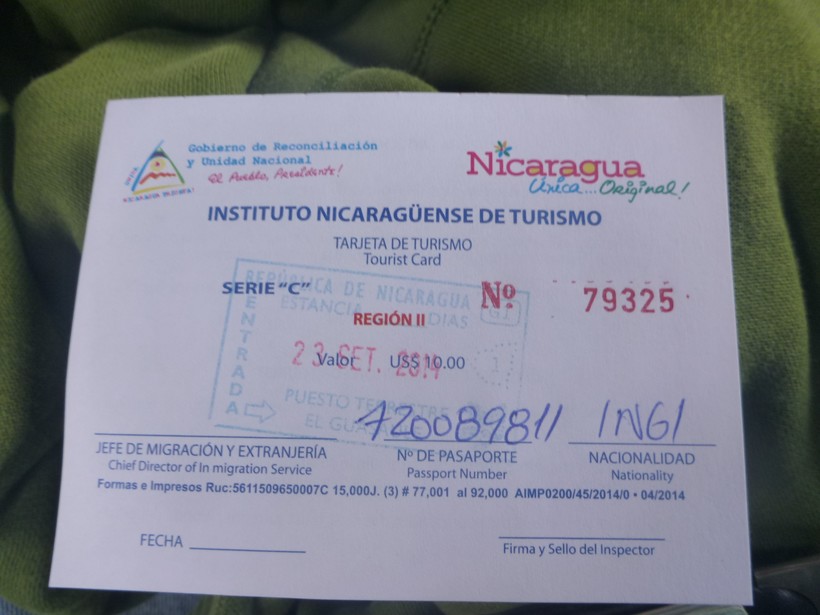 Gobierno de Reconciliación
y Unidad Nacional
El Pueblo, Presidente!
Nicaragua
Única... Original!
INSTITUTO NICARAGÜENSE DE TURISMO
TARJETA DE TURISMO
Tourist Card
REPÚBLICA DE NICARAGUA
SERIE "C"
Nº 79325
ESTANCIA DIAS
REGIÓN II
23 SET. 2014
Valor US$ 10.00
ENTRADA
PUESTO TERRESTRE
EL
720089811 INGI
JEFE DE MIGRACIÓN Y EXTRANJERÍA
Chief Director of In migration Service
Nº DE PASAPORTE
Passport Number
NACIONALIDAD
Nationality
Formas e Impresos Ruc:5611509650007C 15,000J. (3) # 77,001 al 92,000 AIMP0200/45/2014/0 • 04/2014
FECHA
Firma y Sello del Inspector